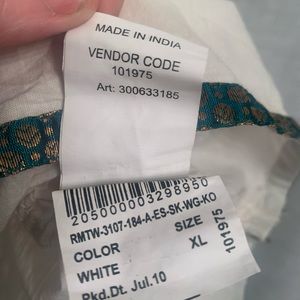 MADE IN INDIA
VENDOR CODE
101975
Art: 300633185
2050000003298950
RMTW-3107-184-A-ES-SK-WG-KO
COLOR SIZE
WHITE XL
101975
Pkd.Dt. Jul.10